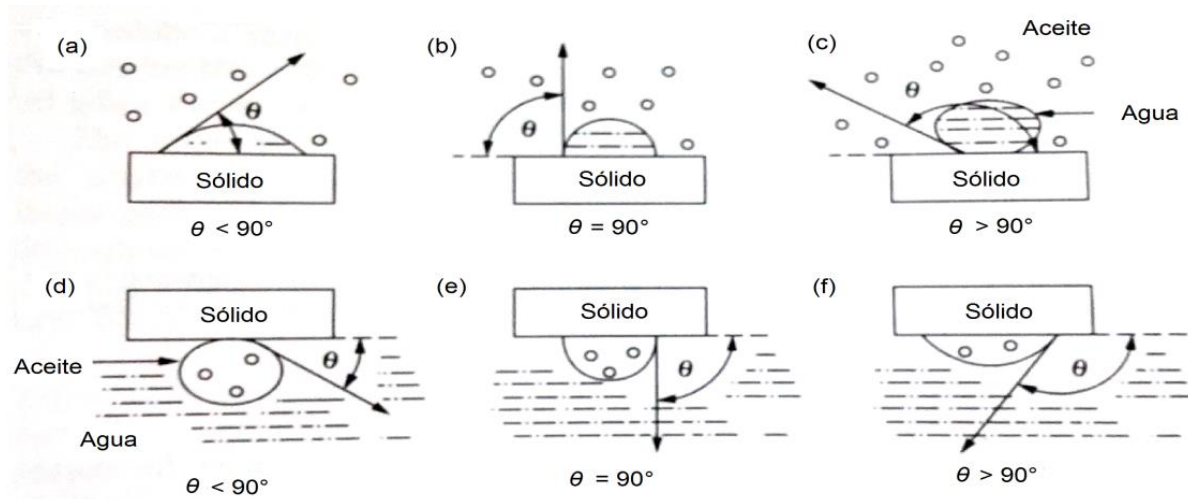 (a)
θ
Sólido
θ < 90°
(b)
θ
Sólido
θ = 90°
(c)
Aceite
θ
Agua
Sólido
θ > 90°
(d)
Sólido
Aceite
θ
Agua
θ < 90°
(e)
Sólido
θ
θ = 90°
(f)
Sólido
θ
θ > 90°